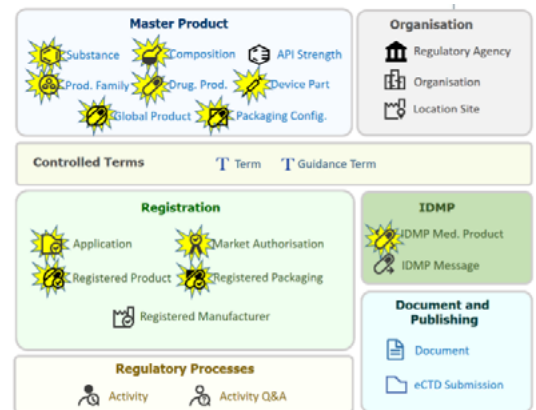 Master Product
Substance
Composition
API Strength
Prod. Family
Drug. Prod.
Device Part
Global Product
Packaging Config.
Organisation
Regulatory Agency
Organisation
Location Site
Controlled Terms
T Term
T Guidance Term
Registration
Application
Market Authorisation
Registered Product
Registered Packaging
Registered Manufacturer
IDMP
IDMP Med. Product
IDMP Message
Document and
Publishing
Document
eCTD Submission
Regulatory Processes
Activity
Activity Q&A